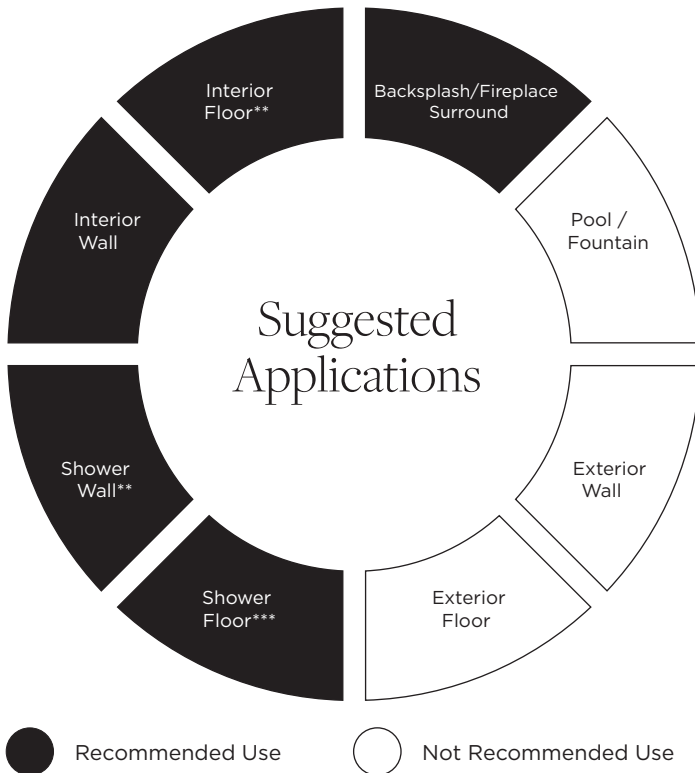 Interior
Floor**
Backsplash/Fireplace
Surround
Interior
Wall
Pool /
Fountain
Suggested
Applications
Shower
Wall**
Exterior
Wall
Shower
Floor***
Exterior
Floor
Recommended Use
Not Recommended Use